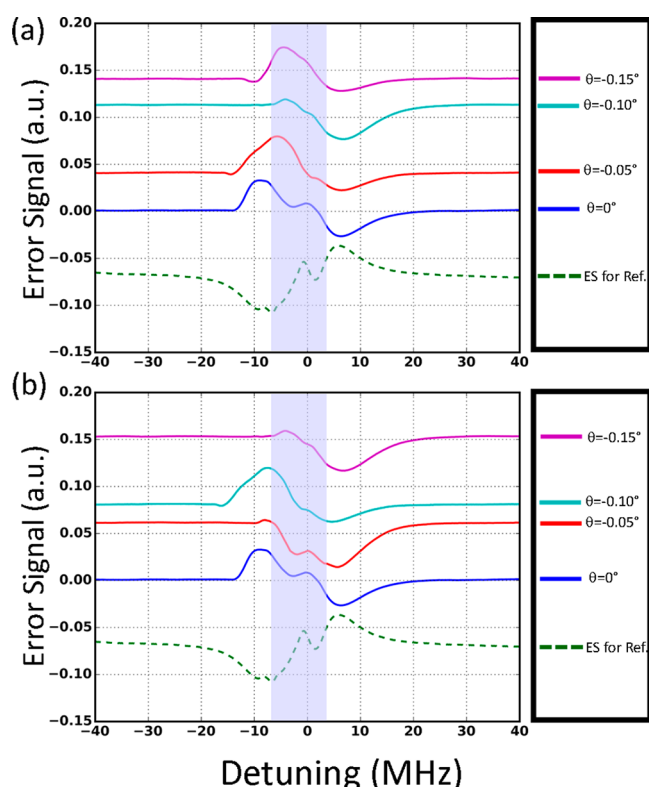 (a)
0.20
0.15
0.10
0.05
0.00
−0.05
−0.10
−0.15
Error Signal (a.u.)
−40 −30 −20 −10 0 10 20 30 40
θ=-0.15°
θ=-0.10°
θ=-0.05°
θ=0°
ES for Ref.
(b)
0.20
0.15
0.10
0.05
0.00
−0.05
−0.10
−0.15
Error Signal (a.u.)
−40 −30 −20 −10 0 10 20 30 40
θ=-0.15°
θ=-0.10°
θ=-0.05°
θ=0°
ES for Ref.
Detuning (MHz)